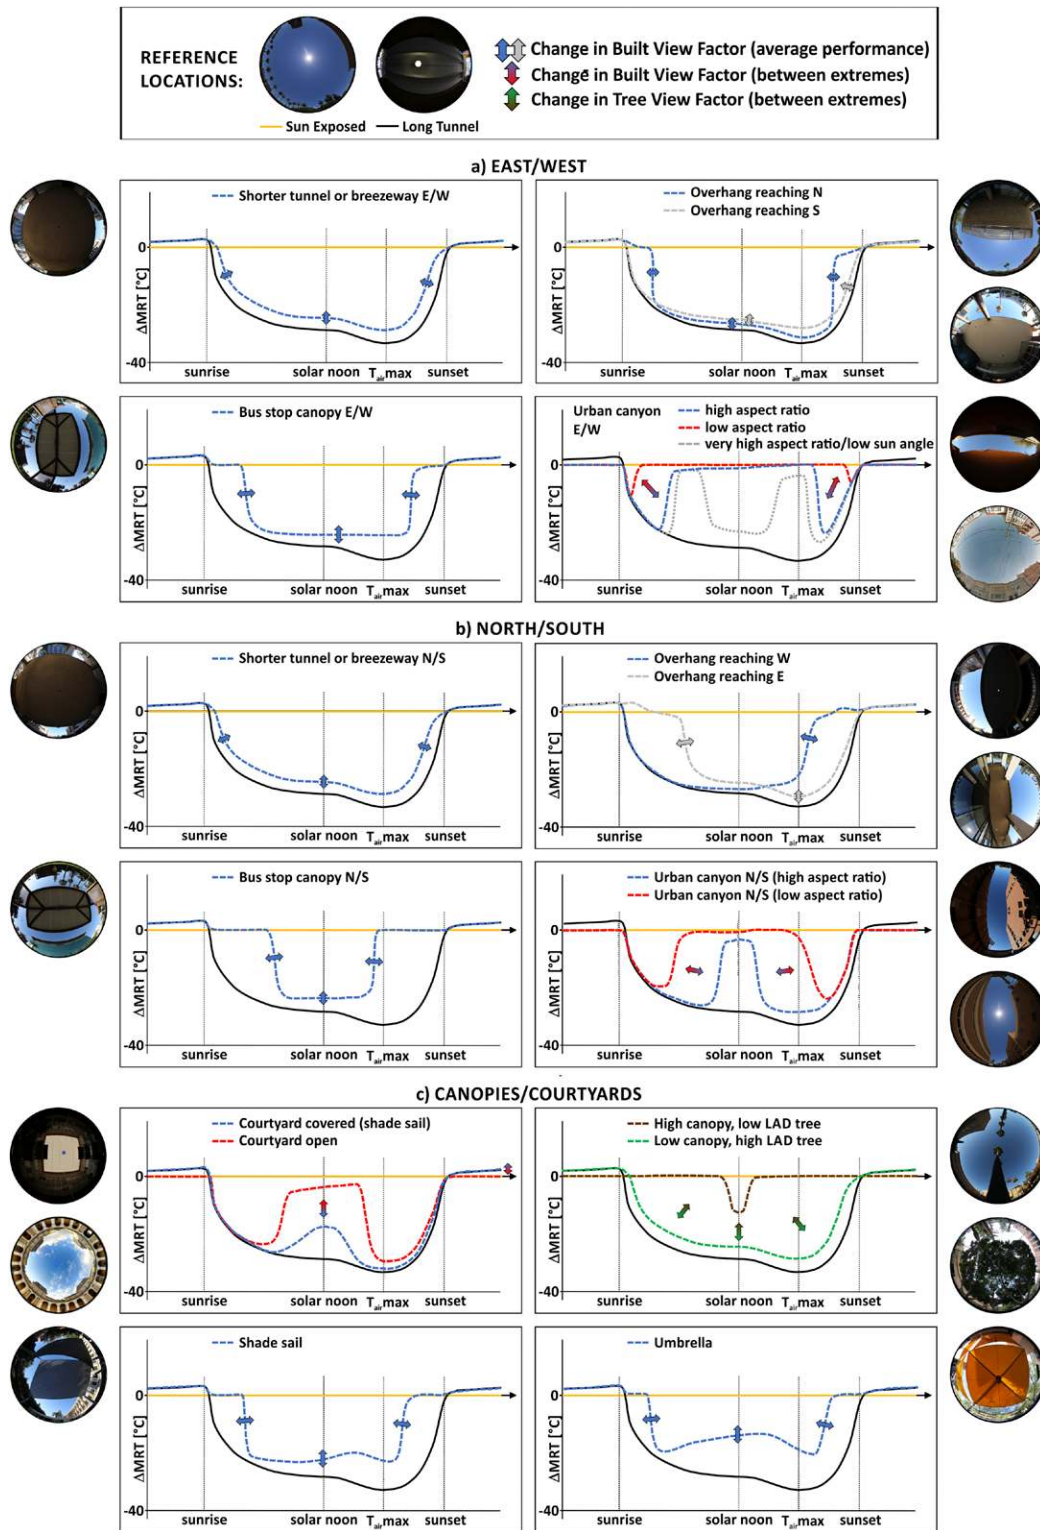 REFERENCE
LOCATIONS:
Sun Exposed
Long Tunnel
Change in Built View Factor (average performance)
Change in Built View Factor (between extremes)
Change in Tree View Factor (between extremes)
a) EAST/WEST
Shorter tunnel or breezeway E/W
0
ΔMRT [°C]
-40
sunrise
solar noon
Tairmax
sunset
Overhang reaching N
Overhang reaching S
0
ΔMRT [°C]
-40
sunrise
solar noon
Tairmax
sunset
Bus stop canopy E/W
0
ΔMRT [°C]
-40
sunrise
solar noon
Tairmax
sunset
Urban canyon
E/W
high aspect ratio
low aspect ratio
very high aspect ratio/low sun angle
0
ΔMRT [°C]
-40
sunrise
solar noon
Tairmax
sunset
b) NORTH/SOUTH
Shorter tunnel or breezeway N/S
0
ΔMRT [°C]
-40
sunrise
solar noon
Tairmax
sunset
Overhang reaching W
Overhang reaching E
0
ΔMRT [°C]
-40
sunrise
solar noon
Tairmax
sunset
Bus stop canopy N/S
0
ΔMRT [°C]
-40
sunrise
solar noon
Tairmax
sunset
Urban canyon N/S (high aspect ratio)
Urban canyon N/S (low aspect ratio)
0
ΔMRT [°C]
-40
sunrise
solar noon
Tairmax
sunset
c) CANOPIES/COURTYARDS
Courtyard covered (shade sail)
Courtyard open
0
ΔMRT [°C]
-40
sunrise
solar noon
Tairmax
sunset
High canopy, low LAD tree
Low canopy, high LAD tree
0
ΔMRT [°C]
-40
sunrise
solar noon
Tairmax
sunset
Shade sail
0
ΔMRT [°C]
-40
sunrise
solar noon
Tairmax
sunset
Umbrella
0
ΔMRT [°C]
-40
sunrise
solar noon
Tairmax
sunset